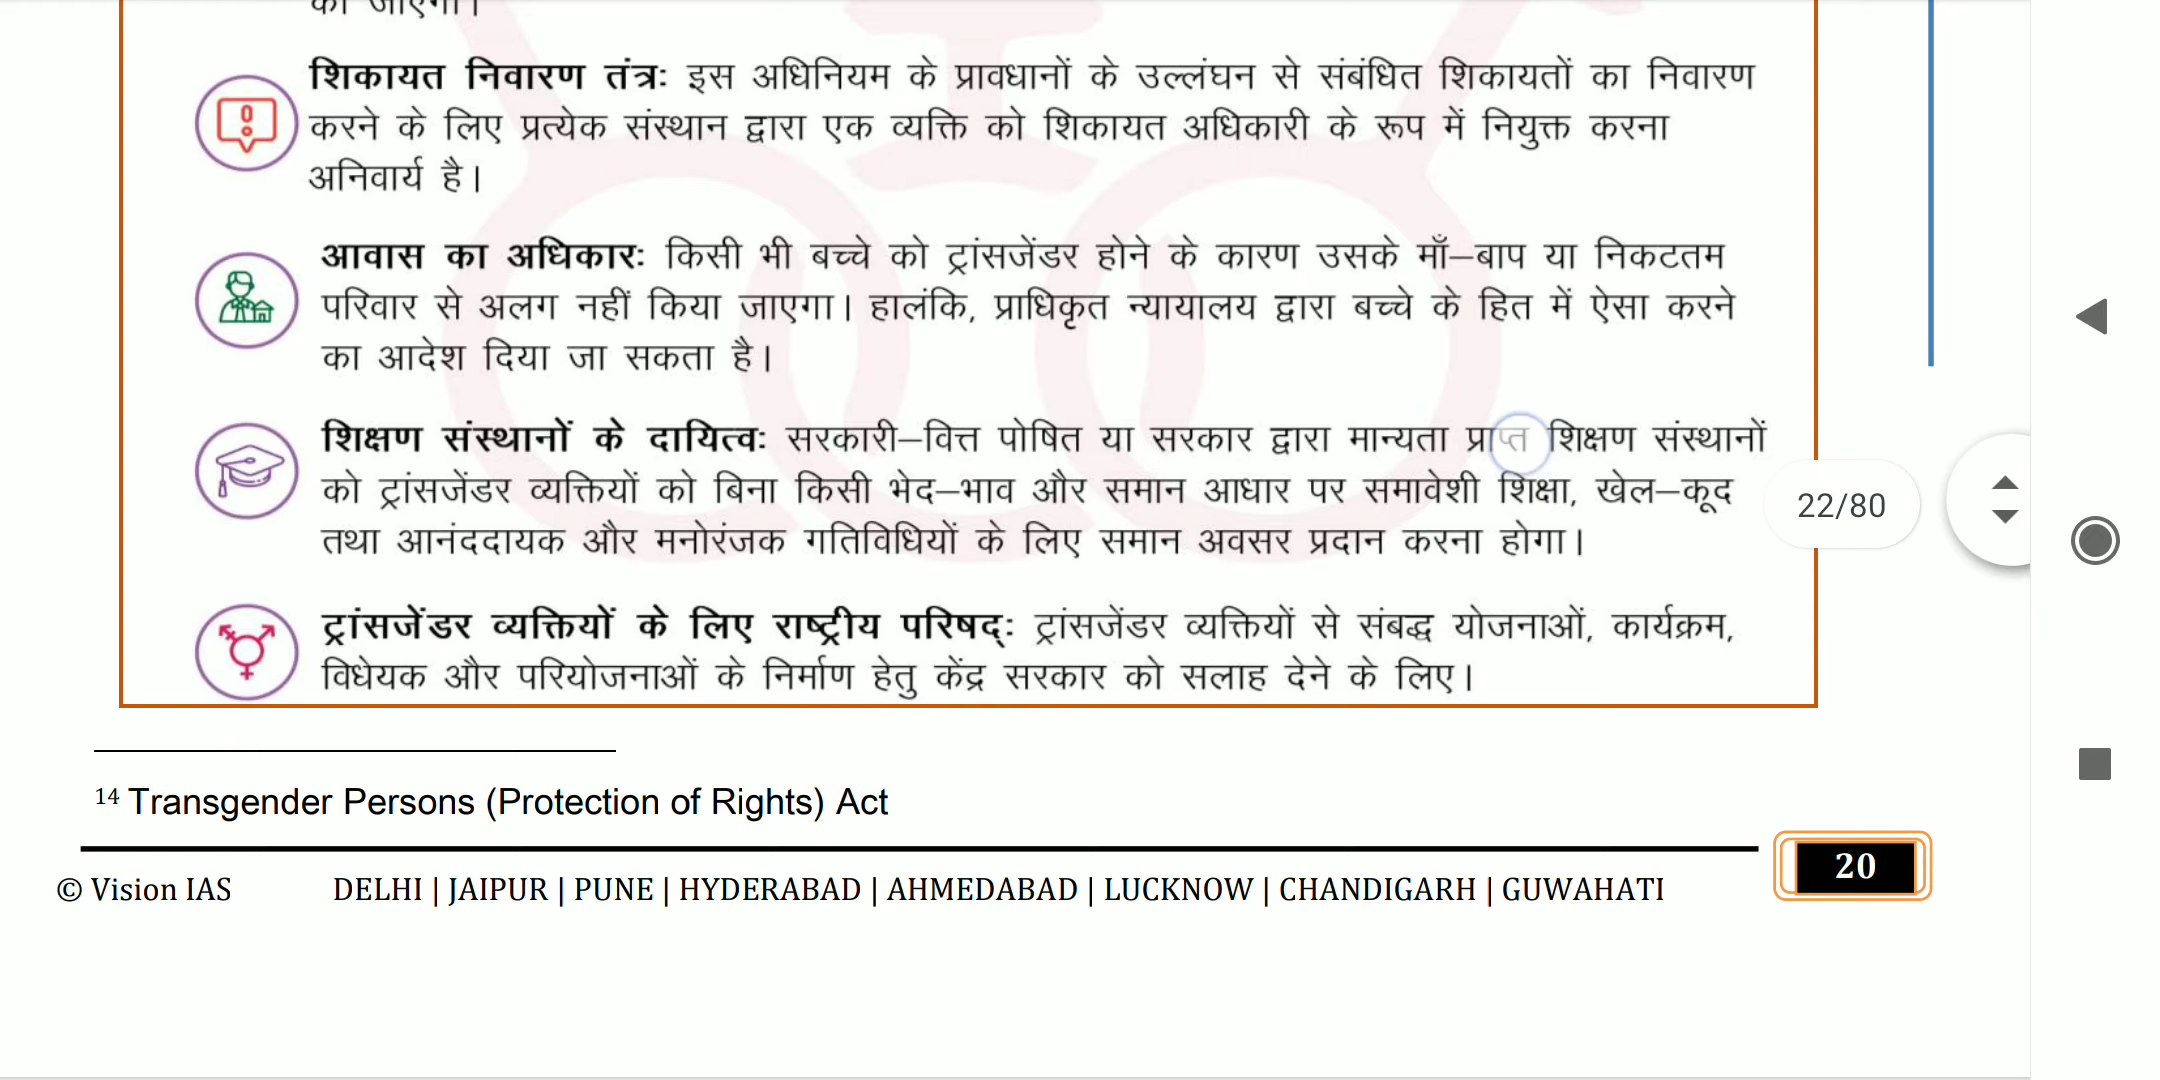 शिकायत निवारण तंत्र: इस अधिनियम के प्रावधानों के उल्लंघन से संबंधित शिकायतों का निवारण
करने के लिए प्रत्येक संस्थान द्वारा एक व्यक्ति को शिकायत अधिकारी के रूप में नियुक्त करना
अनिवार्य है।
आवास का अधिकार: किसी भी बच्चे को ट्रांसजेंडर होने के कारण उसके माँ–बाप या निकटतम
परिवार से अलग नहीं किया जाएगा। हालंकि, प्राधिकृत न्यायालय द्वारा बच्चे के हित में ऐसा करने
का आदेश दिया जा सकता है।
शिक्षण संस्थानों के दायित्व: सरकारी–वित्त पोषित या सरकार द्वारा मान्यता प्राप्त शिक्षण संस्थानों
को ट्रांसजेंडर व्यक्तियों को बिना किसी भेद–भाव और समान आधार पर समावेशी शिक्षा, खेल–कूद
तथा आनंददायक और मनोरंजक गतिविधियों के लिए समान अवसर प्रदान करना होगा।
22/80
ट्रांसजेंडर व्यक्तियों के लिए राष्ट्रीय परिषद्: ट्रांसजेंडर व्यक्तियों से संबद्ध योजनाओं, कार्यक्रम,
विधेयक और परियोजनाओं के निर्माण हेतु केंद्र सरकार को सलाह देने के लिए।
14 Transgender Persons (Protection of Rights) Act
20
© Vision IAS DELHI | JAIPUR | PUNE | HYDERABAD | AHMEDABAD | LUCKNOW | CHANDIGARH | GUWAHATI